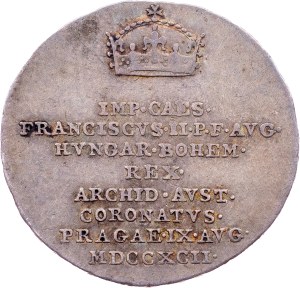 IMP·CAES·
FRANCISCVS·II·P·F·AVG·
HVNGAR·BOHEM·
REX·
ARCHID·AVST·
CORONATVS·
PRAGAE·IX·AVG·
MDCCXCII·